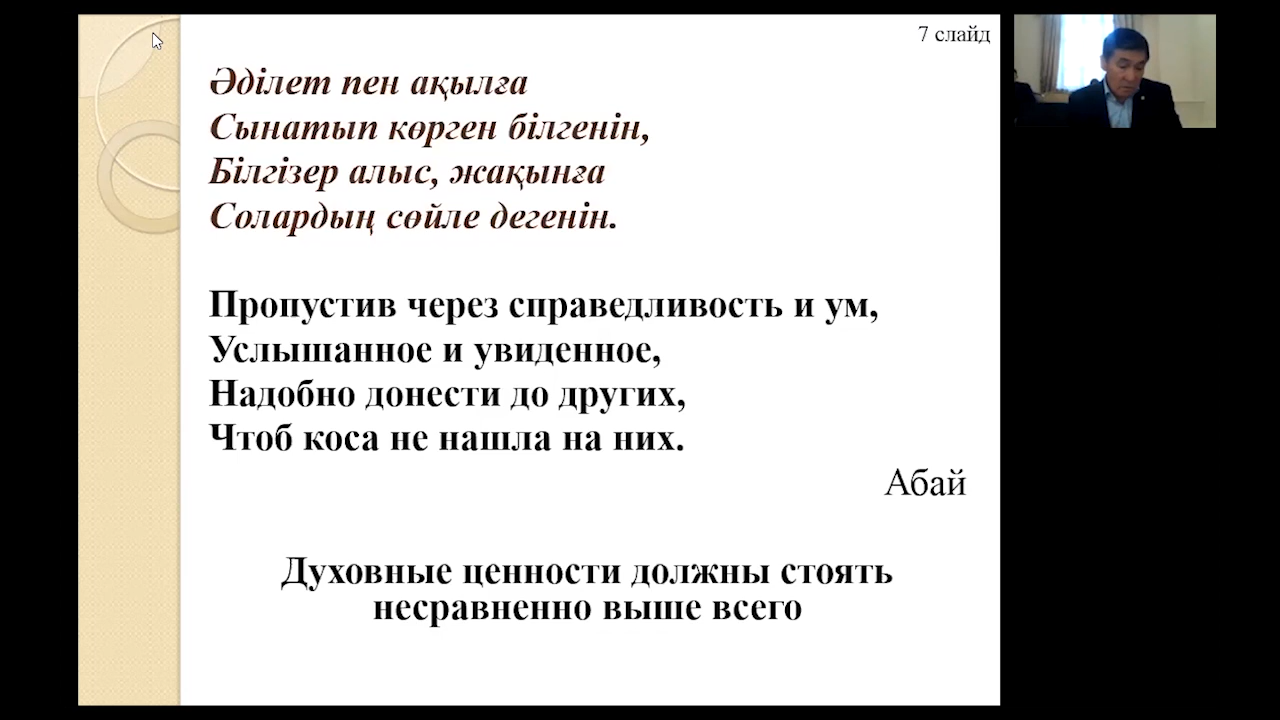 7 слайд
Әділет пен ақылға
Сынатып көрген білгенін,
Білгізер алыс, жақынға
Солардың сөйле дегенін.
Пропустив через справедливость и ум,
Услышанное и увиденное,
Надобно донести до других,
Чтоб коса не нашла на них.
Абай
Духовные ценности должны стоять
несравненно выше всего